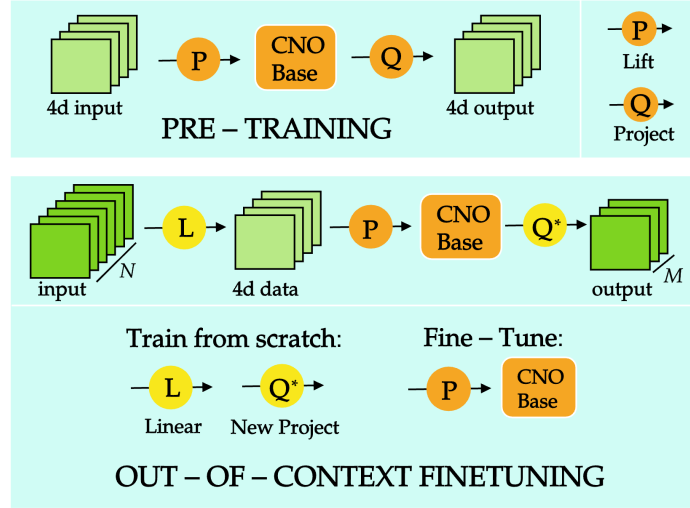 P
CNO
Base
Q
4d input
4d output
PRE – TRAINING
P
Lift
Q
Project
L
P
CNO
Base
Q*
input
N
4d data
output
M
Train from scratch:
Fine – Tune:
L
Q*
P
CNO
Base
Linear
New Project
OUT – OF – CONTEXT FINETUNING